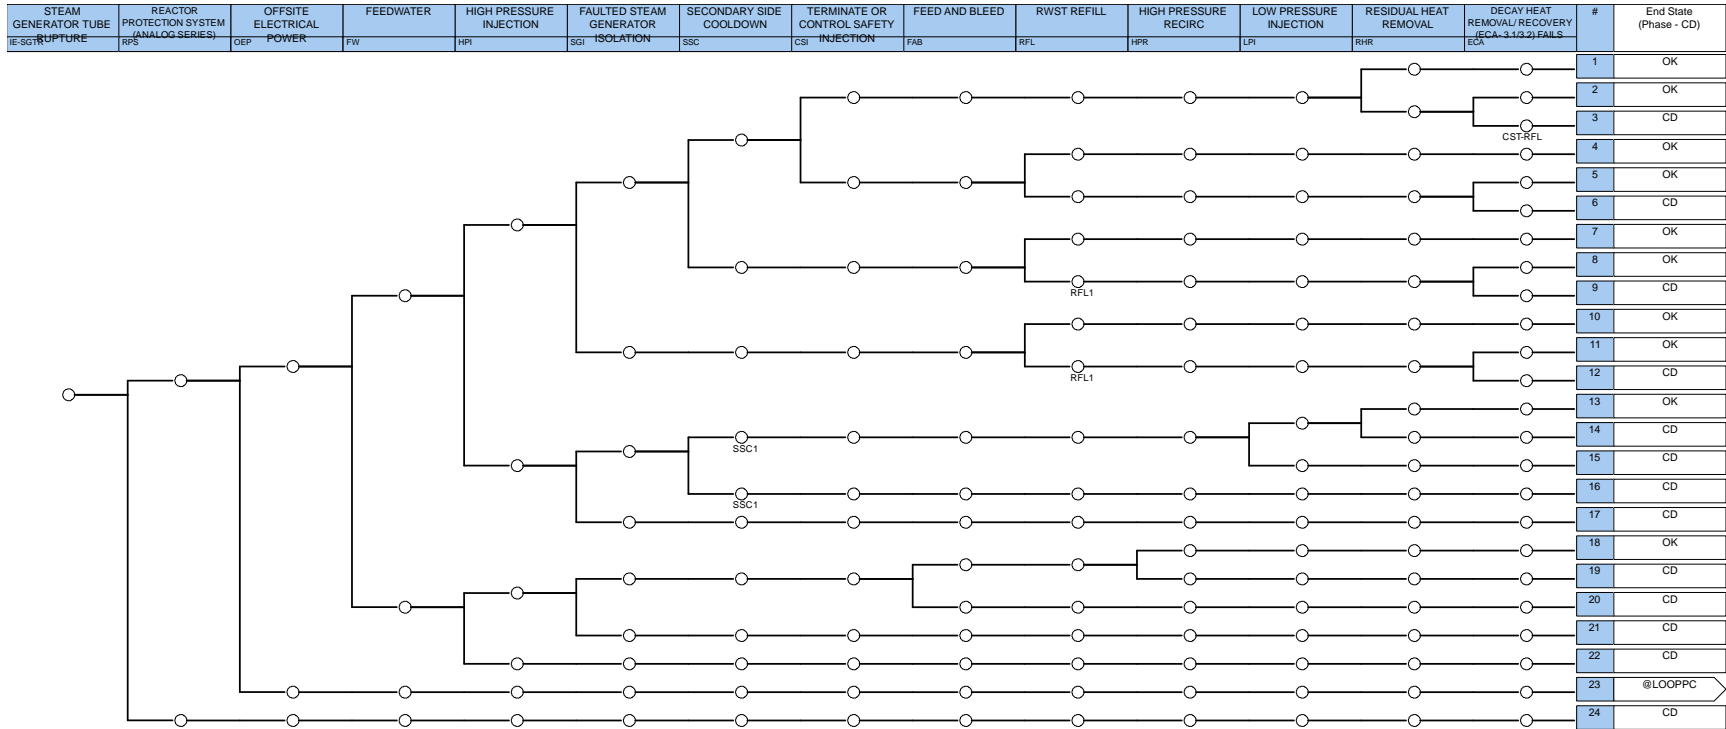 STEAM
GENERATOR TUBE
RUPTURE
IE-SGTR
REACTOR
PROTECTION SYSTEM
(ANALOG SERIES)
RPS
OFFSITE
ELECTRICAL
POWER
OEP
FEEDWATER
FW
HIGH PRESSURE
INJECTION
HPI
FAULTED STEAM
GENERATOR
ISOLATION
SGI
SECONDARY SIDE
COOLDOWN
SSC
TERMINATE OR
CONTROL SAFETY
INJECTION
CSI
FEED AND BLEED
FAB
RWST REFILL
RFL
HIGH PRESSURE
RECIRC
HPR
LOW PRESSURE
INJECTION
LPI
RESIDUAL HEAT
REMOVAL
RHR
DECAY HEAT
REMOVAL/ RECOVERY
(ECA- 3.1/3.2) FAILS
ECA
#
End State
(Phase - CD)
1 OK
2 OK
3 CD
CST-RFL
4 OK
5 OK
6 CD
7 OK
8 OK
9 CD
RFL1
10 OK
11 OK
12 CD
RFL1
13 OK
14 CD
SSC1
15 CD
16 CD
SSC1
17 CD
18 OK
19 CD
20 CD
21 CD
22 CD
23 @LOOPPC
24 CD